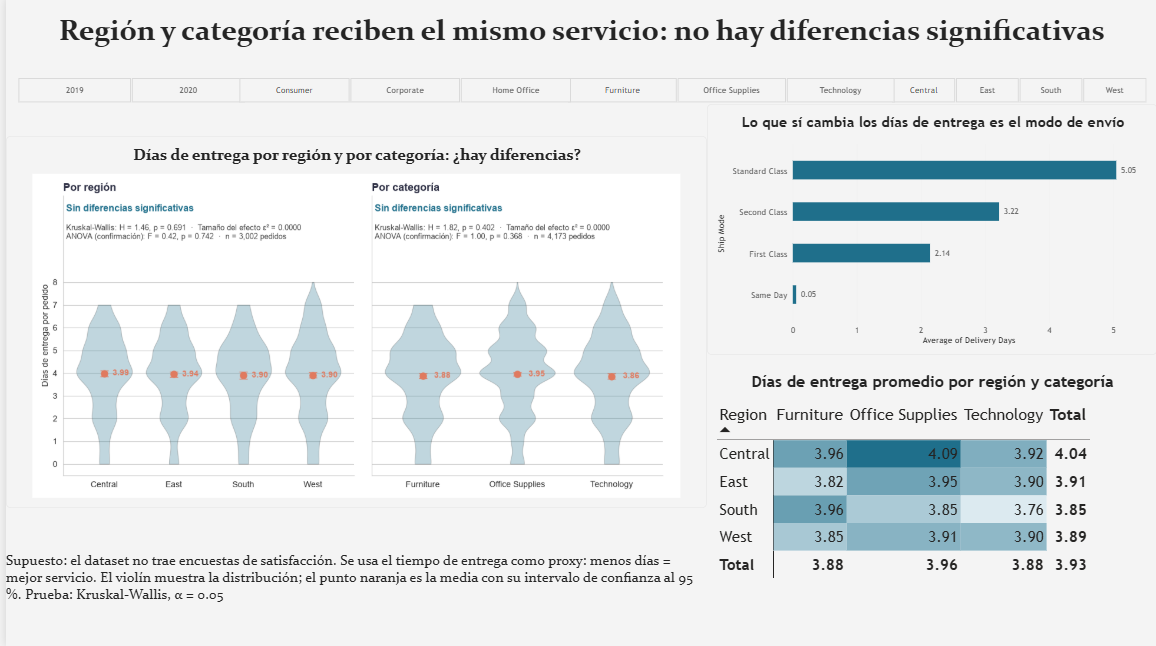 Región y categoría reciben el mismo servicio: no hay diferencias significativas
2019 2020 Consumer Corporate Home Office Furniture Office Supplies Technology Central East South West
Días de entrega por región y por categoría: ¿hay diferencias?
Por región
Sin diferencias significativas
Kruskal-Wallis: H = 1.46, p = 0.691 · Tamaño del efecto ε² = 0.0000
ANOVA (confirmación): F = 0.42, p = 0.742 · n = 3,002 pedidos
Días de entrega por pedido
8
7
6
5
4
3
2
1
0
3.99 3.94 3.90 3.90
Central East South West
Por categoría
Sin diferencias significativas
Kruskal-Wallis: H = 1.82, p = 0.402 · Tamaño del efecto ε² = 0.0000
ANOVA (confirmación): F = 1.00, p = 0.368 · n = 4,173 pedidos
3.88 3.95 3.86
Furniture Office Supplies Technology
Supuesto: el dataset no trae encuestas de satisfacción. Se usa el tiempo de entrega como proxy: menos días =
mejor servicio. El violín muestra la distribución; el punto naranja es la media con su intervalo de confianza al 95
%. Prueba: Kruskal-Wallis, α = 0.05
Lo que sí cambia los días de entrega es el modo de envío
Ship Mode
Standard Class 5.05
Second Class 3.22
First Class 2.14
Same Day 0.05
0 1 2 3 4 5
Average of Delivery Days
Días de entrega promedio por región y categoría
Region Furniture Office Supplies Technology Total
Central 3.96 4.09 3.92 4.04
East 3.82 3.95 3.90 3.91
South 3.96 3.85 3.76 3.85
West 3.85 3.91 3.90 3.89
Total 3.88 3.96 3.88 3.93